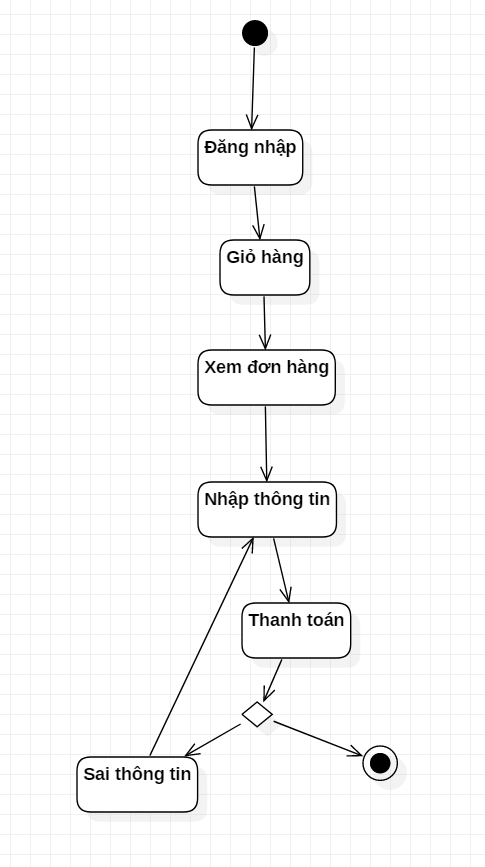 Đăng nhập
Giỏ hàng
Xem đơn hàng
Nhập thông tin
Thanh toán
Sai thông tin